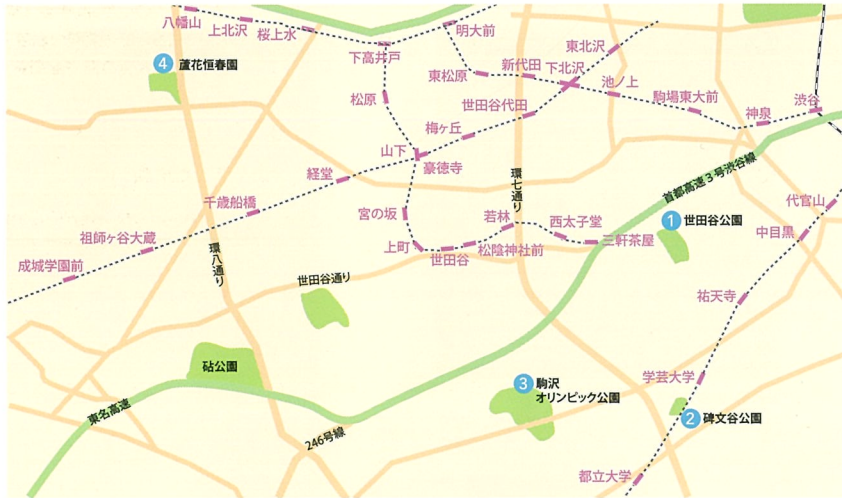 八幡山
上北沢
桜上水
下高井戸
明大前
4 蘆花恒春園
松原
東松原
新代田
下北沢
東北沢
池ノ上
駒場東大前
神泉
渋谷
世田谷代田
梅ヶ丘
山下
豪徳寺
経堂
千歳船橋
祖師ヶ谷大蔵
成城学園前
環八通り
宮の坂
上町
世田谷
松陰神社前
若林
西太子堂
三軒茶屋
環七通り
首都高速3号渋谷線
1 世田谷公園
代官山
中目黒
祐天寺
学芸大学
2 碑文谷公園
都立大学
世田谷通り
砧公園
東名高速
246号線
3 駒沢
オリンピック公園